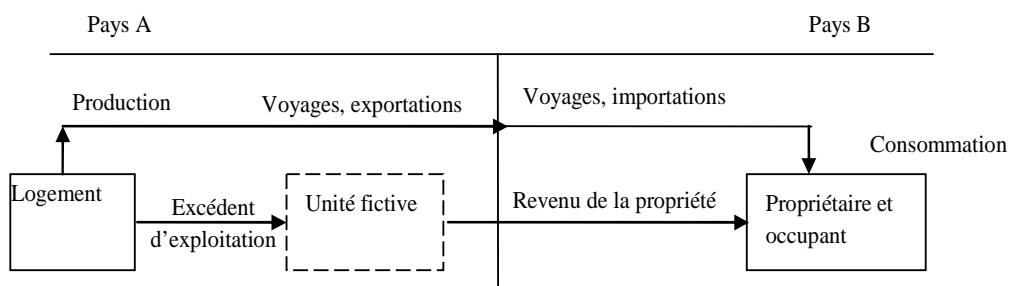 Pays A
Pays B
Production
Voyages, exportations
Voyages, importations
Consommation
Logement
Excédent
d'exploitation
Unité fictive
Revenu de la propriété
Propriétaire et
occupant